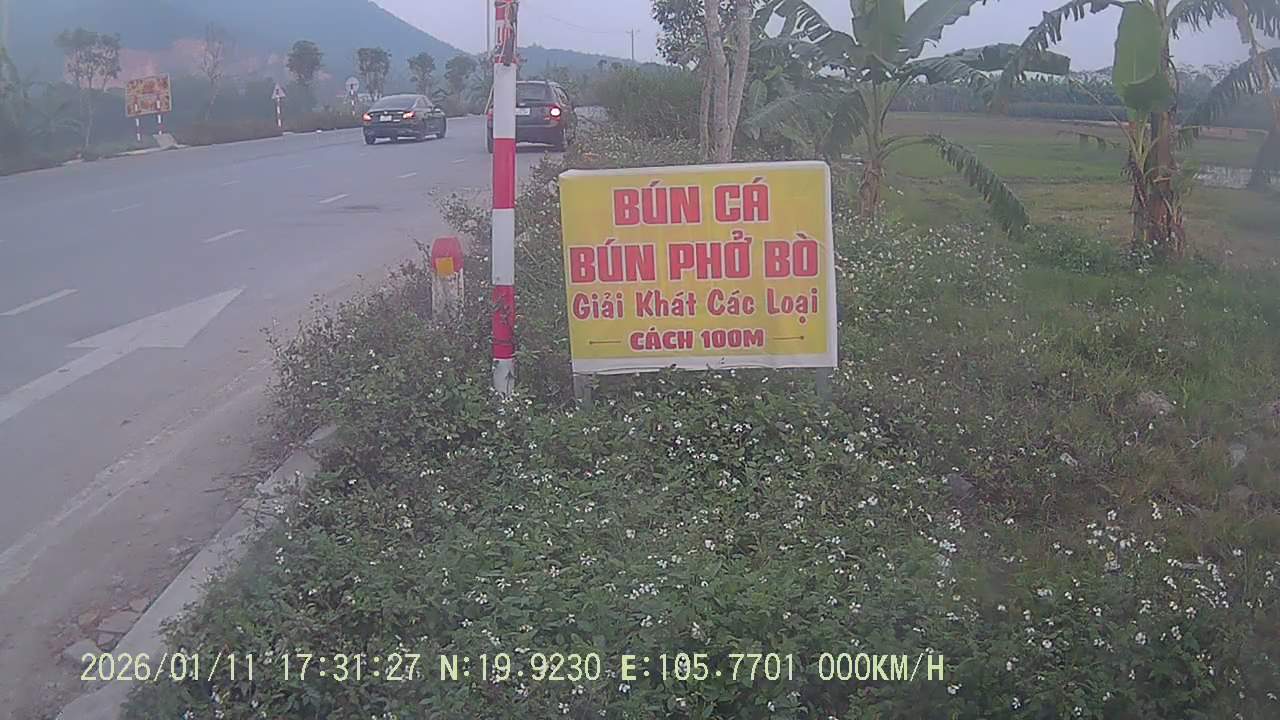 BÚN CÁ
BÚN PHỞ BÒ
Giải Khát Các Loại
CÁCH 100M
2026/01/11 17:31:27 N:19.9230 E:105.7701 000KM/H